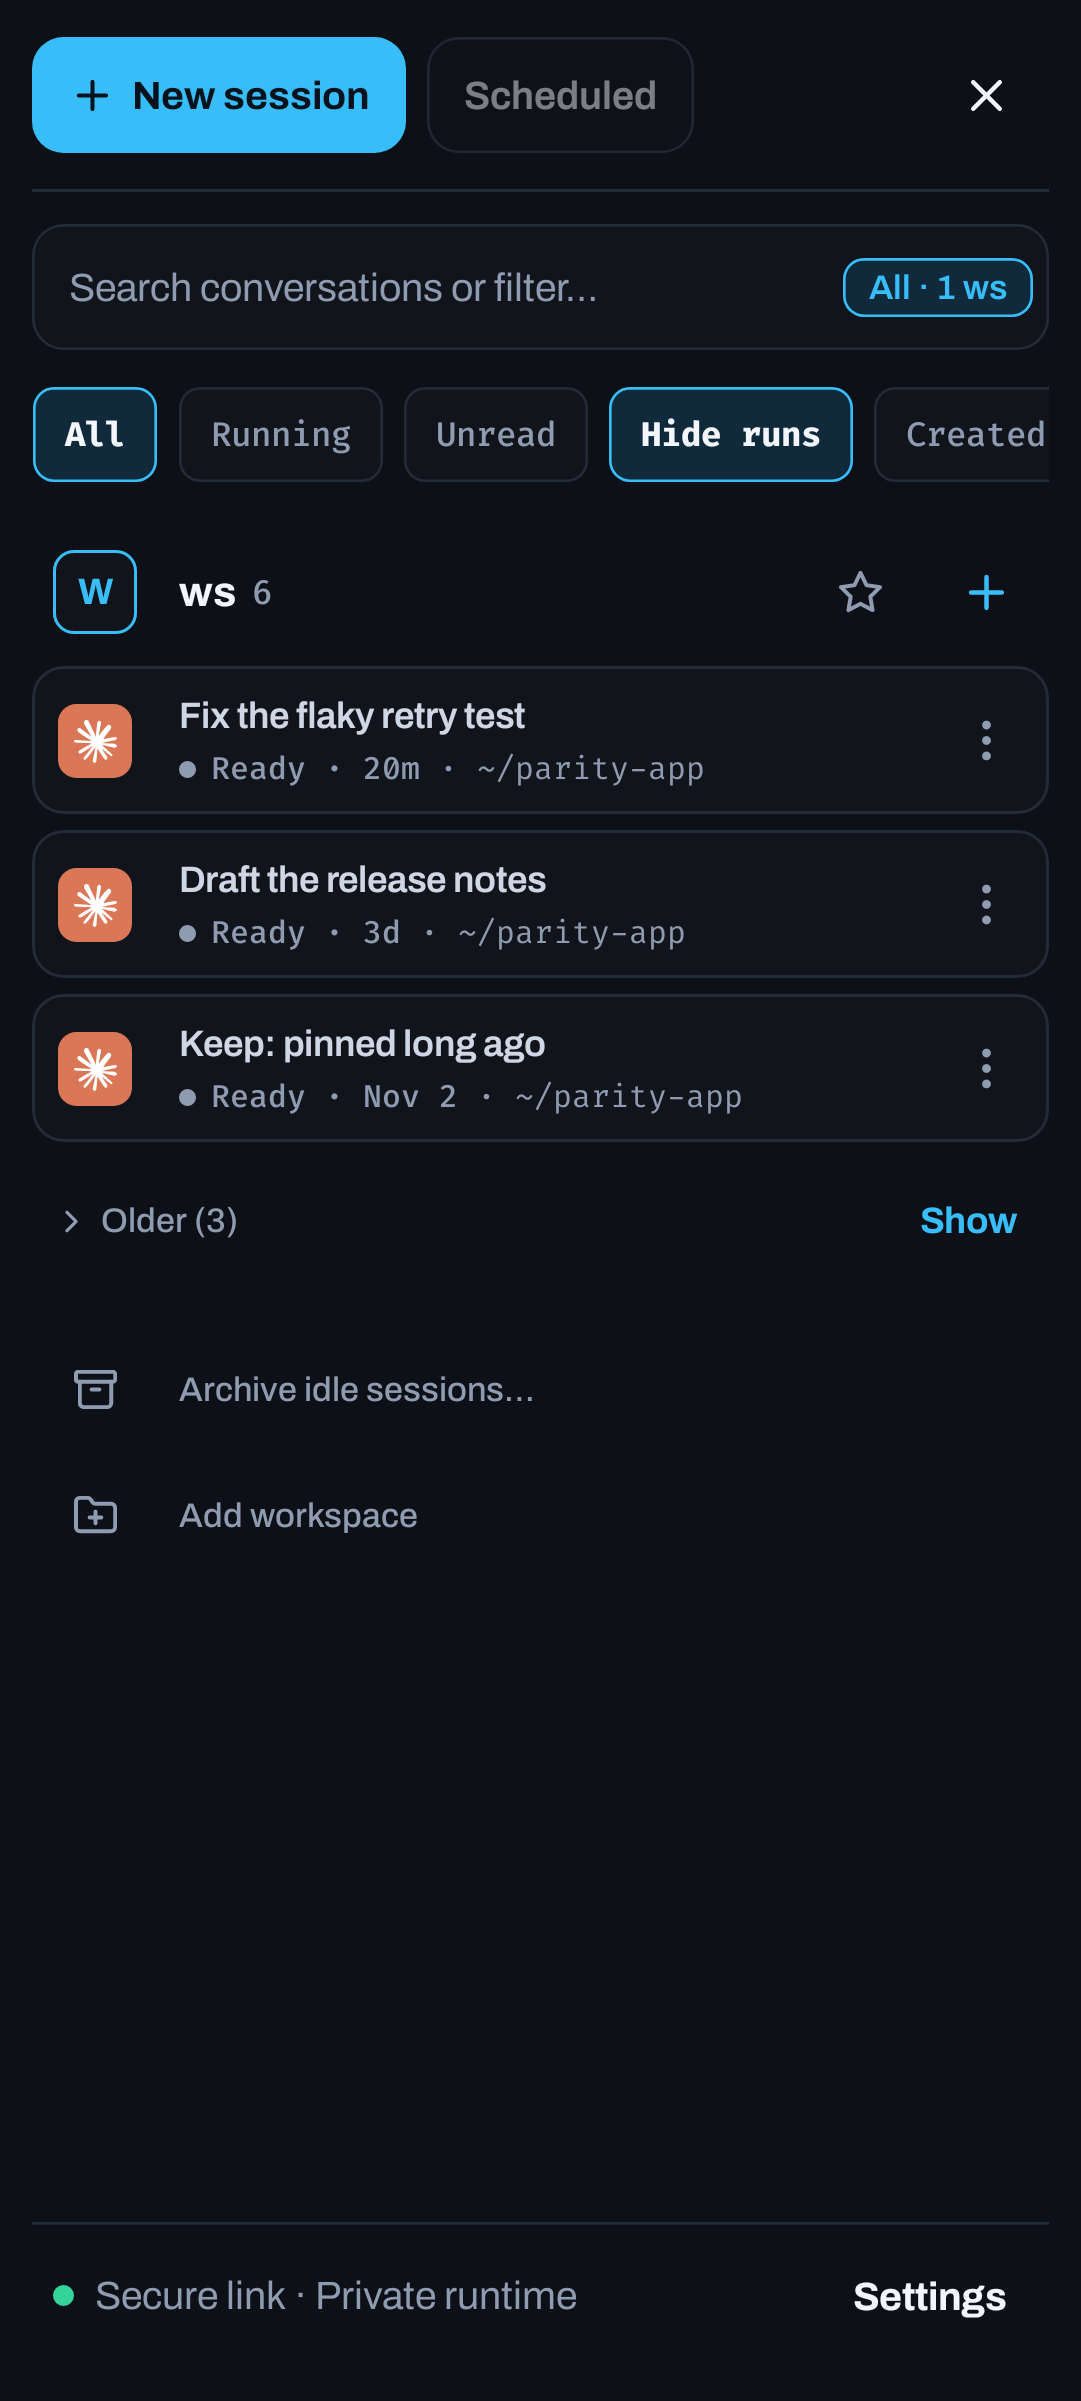 New session
Scheduled
Search conversations or filter...
All · 1 ws
All
Running
Unread
Hide runs
Created
W
ws 6
Fix the flaky retry test
Ready · 20m · ~/parity-app
Draft the release notes
Ready · 3d · ~/parity-app
Keep: pinned long ago
Ready · Nov 2 · ~/parity-app
Older (3)
Show
Archive idle sessions...
Add workspace
Secure link · Private runtime
Settings